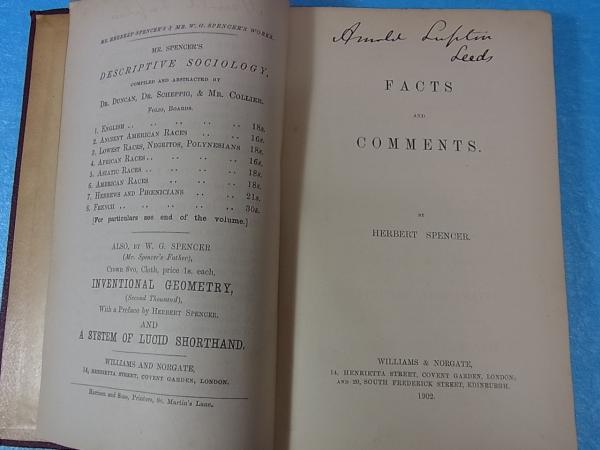 MR. HERBERT SPENCER'S & MR. W. G. SPENCER'S WORKS.
MR. SPENCER'S
DESCRIPTIVE SOCIOLOGY,
COMPILED AND ABSTRACTED BY
DR. DUNCAN, DR. SCHEPPIG, & MR. COLLIER.
FOLIO, BOARDS.
1. ENGLISH .. .. .. .. .. 18s.
2. ANCIENT AMERICAN RACES .. .. 16s.
3. LOWEST RACES, NEGRITOS, POLYNESIANS 18s.
4. AFRICAN RACES .. .. .. .. 16s.
5. ASIATIC RACES .. .. .. .. 18s.
6. AMERICAN RACES .. .. .. 18s.
7. HEBREWS AND PHŒNICIANS .. .. 21s.
8. FRENCH .. .. .. .. .. 30s.
[For particulars see end of the volume.]
ALSO, BY W. G. SPENCER
(Mr. Spencer's Father),
CROWN 8vo, Cloth, price 1s. each,
INVENTIONAL GEOMETRY,
(Second Thousand),
With a Preface by HERBERT SPENCER.
AND
A SYSTEM OF LUCID SHORTHAND.
WILLIAMS AND NORGATE,
14, HENRIETTA STREET, COVENT GARDEN, LONDON.
Harrison and Sons, Printers, St. Martin's Lane.
Arnold Lupton
Leeds
FACTS
AND
COMMENTS.
BY
HERBERT SPENCER.
WILLIAMS & NORGATE,
14, HENRIETTA STREET, COVENT GARDEN, LONDON;
AND 20, SOUTH FREDERICK STREET, EDINBURGH.
1902.